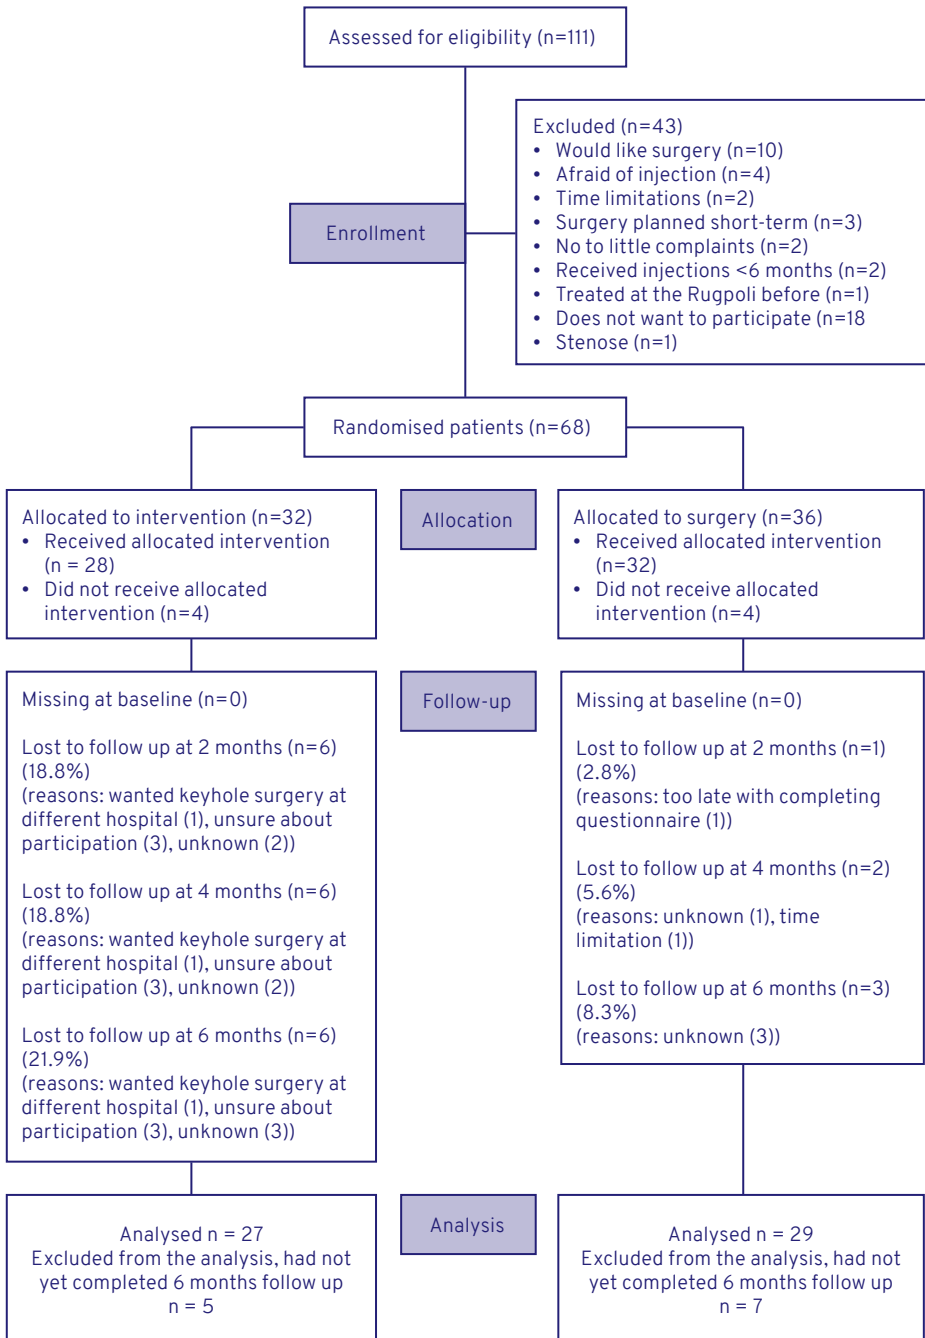 Assessed for eligibility (n=111)
Excluded (n=43)
• Would like surgery (n=10)
• Afraid of injection (n=4)
• Time limitations (n=2)
• Surgery planned short-term (n=3)
• No to little complaints (n=2)
• Received injections <6 months (n=2)
• Treated at the Rugpoli before (n=1)
• Does not want to participate (n=18
• Stenose (n=1)
Enrollment
Randomised patients (n=68)
Allocated to intervention (n=32)
• Received allocated intervention
(n = 28)
• Did not receive allocated
intervention (n=4)
Allocation
Allocated to surgery (n=36)
• Received allocated intervention
(n=32)
• Did not receive allocated
intervention (n=4)
Missing at baseline (n=0)
Lost to follow up at 2 months (n=6)
(18.8%)
(reasons: wanted keyhole surgery at
different hospital (1), unsure about
participation (3), unknown (2))
Lost to follow up at 4 months (n=6)
(18.8%)
(reasons: wanted keyhole surgery at
different hospital (1), unsure about
participation (3), unknown (2))
Lost to follow up at 6 months (n=6)
(21.9%)
(reasons: wanted keyhole surgery at
different hospital (1), unsure about
participation (3), unknown (3))
Follow-up
Missing at baseline (n=0)
Lost to follow up at 2 months (n=1)
(2.8%)
(reasons: too late with completing
questionnaire (1))
Lost to follow up at 4 months (n=2)
(5.6%)
(reasons: unknown (1), time
limitation (1))
Lost to follow up at 6 months (n=3)
(8.3%)
(reasons: unknown (3))
Analysed n = 27
Excluded from the analysis, had not
yet completed 6 months follow up
n = 5
Analysis
Analysed n = 29
Excluded from the analysis, had not
yet completed 6 months follow up
n = 7